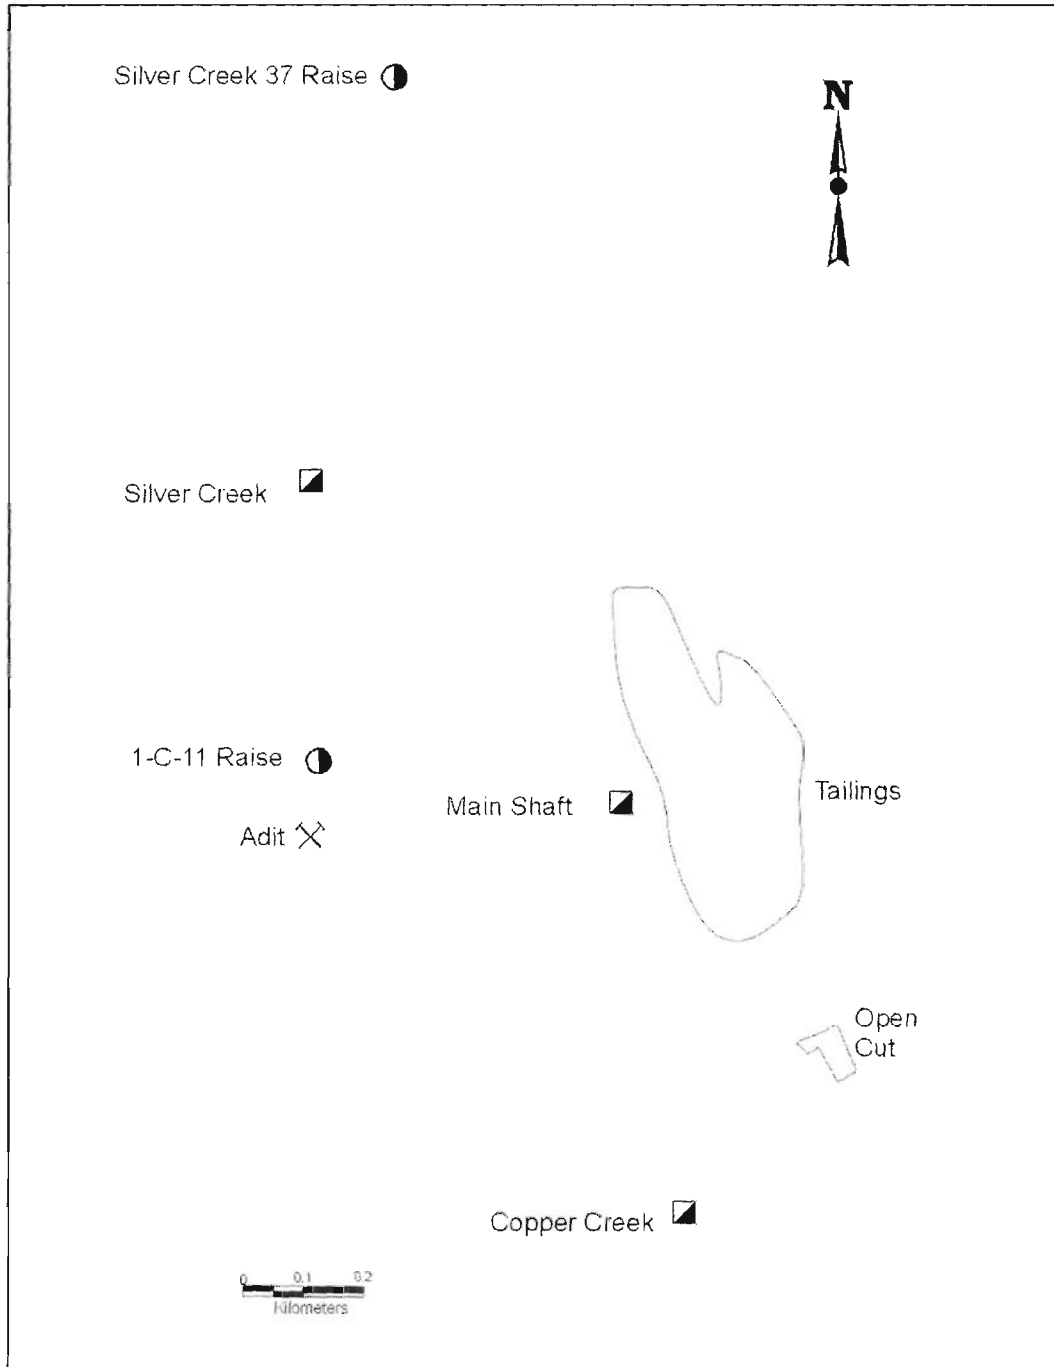 Silver Creek 37 Raise
N
Silver Creek
1-C-11 Raise
Main Shaft
Tailings
Adit
Open
Cut
Copper Creek
0 0.1 0.2
Kilometers